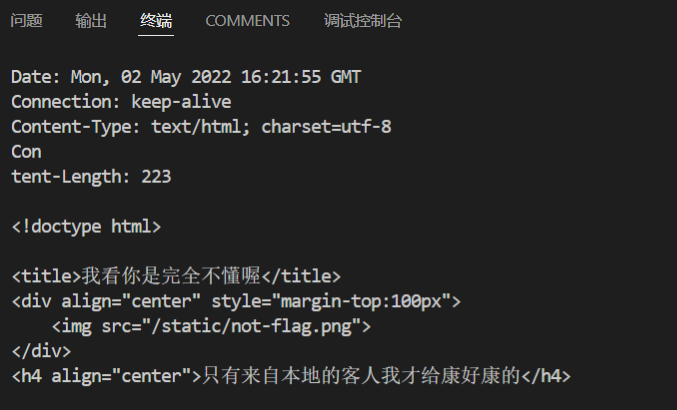 问题 输出 终端 COMMENTS 调试控制台
Date: Mon, 02 May 2022 16:21:55 GMT
Connection: keep-alive
Content-Type: text/html; charset=utf-8
Con
tent-Length: 223
<!doctype html>
<title>我看你是完全不懂喔</title>
<div align="center" style="margin-top:100px">
    <img src="/static/not-flag.png">
</div>
<h4 align="center">只有来自本地的客人我才给康好康的</h4>